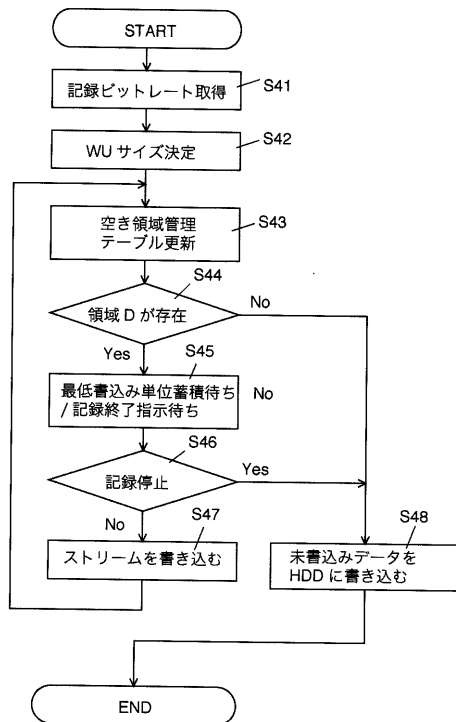 START
記録ビットレート取得
S41
WU サイズ決定
S42
空き領域管理
テーブル更新
S43
S44
領域 D が存在
No
Yes
S45
最低書込み単位蓄積待ち
/ 記録終了指示待ち
No
S46
記録停止
Yes
No
S47
ストリームを書き込む
S48
未書込みデータを
HDD に書き込む
END